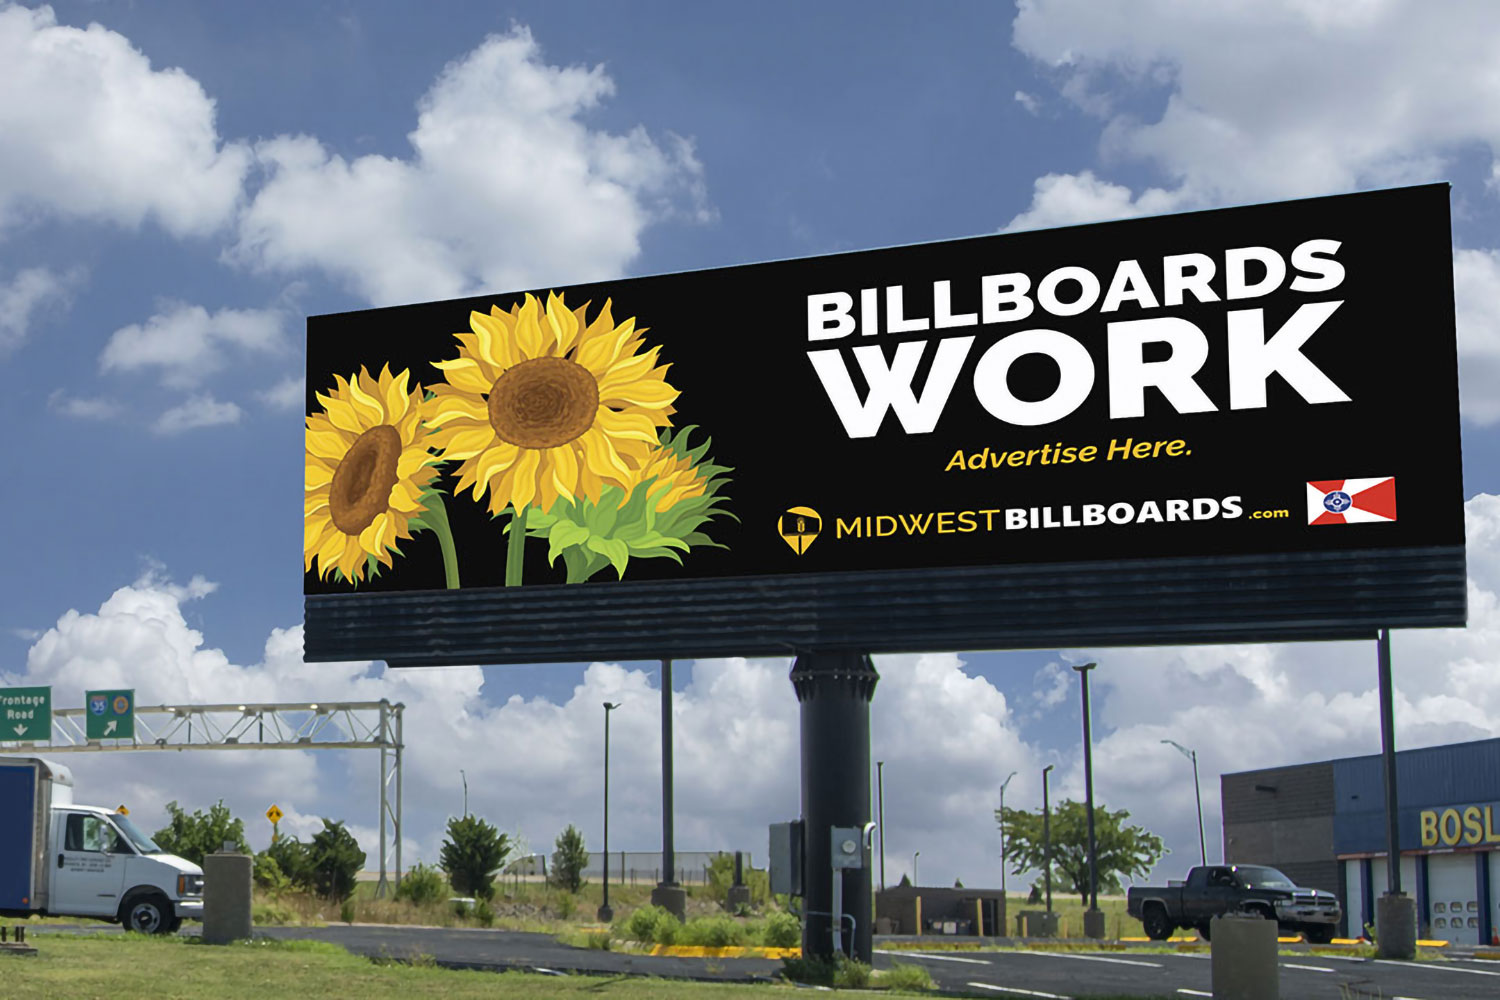 BILLBOARDS
WORK
Advertise Here.
MIDWESTBILLBOARDS.com
Frontage
Road
35
BOSL